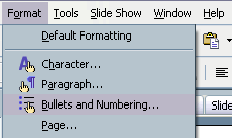 Format Tools Slide Show Window Help
Default Formatting
Character...
Paragraph...
Bullets and Numbering...
Page...
Slide